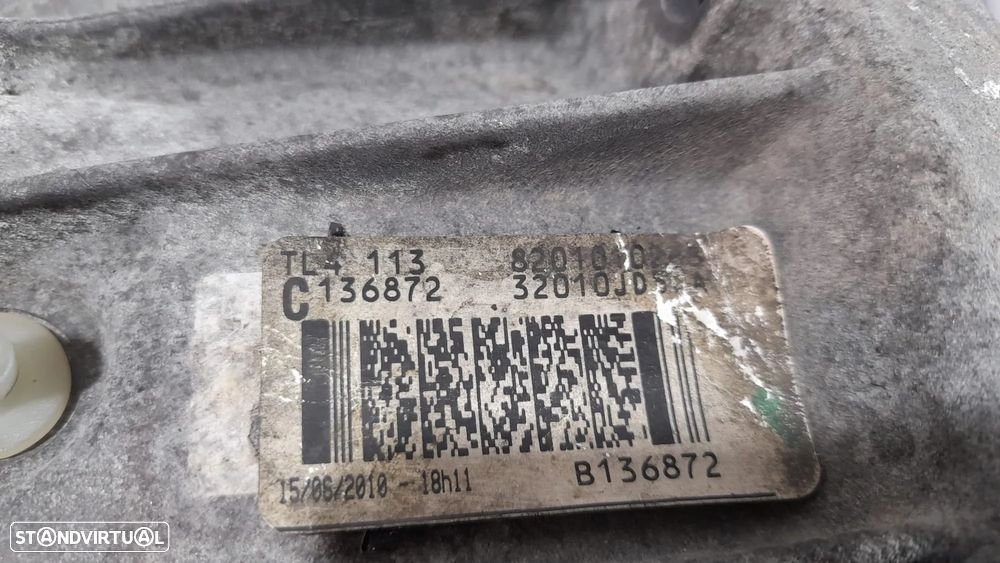 TL4 113
C136872
15/06/2010 - 18h11
B136872
STANDVIRTUAL